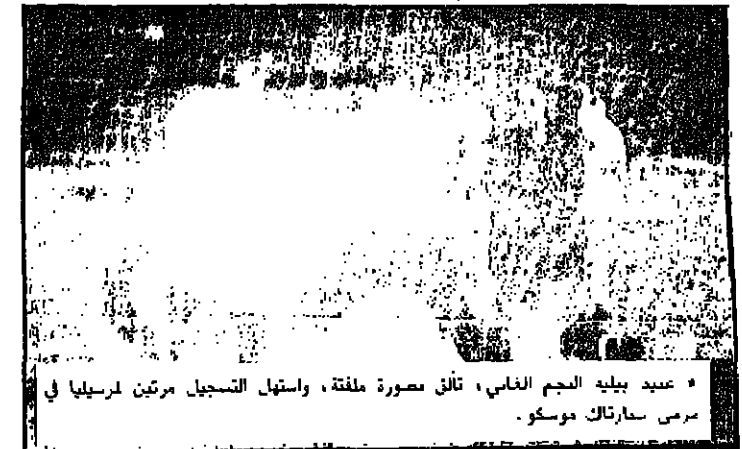 * عبيد بيليه النجم الغاني، تألق بصورة ملفتة، واستهل التسجيل مرتين لمرسيليا في
مرمى سبارتاك موسكو.